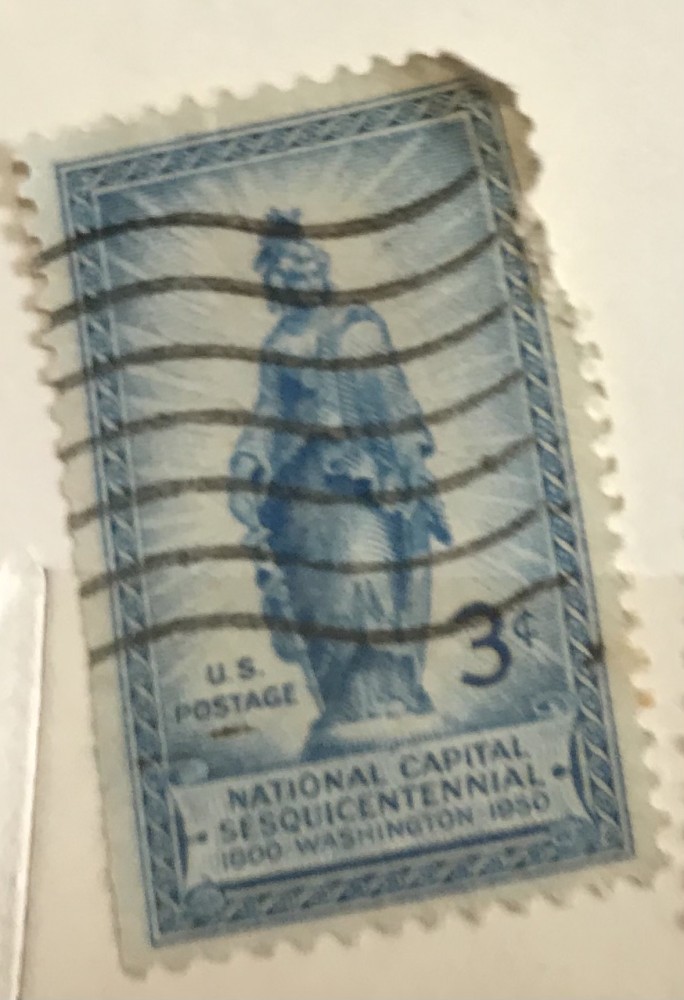 3¢
U.S.
POSTAGE
NATIONAL CAPITAL
SESQUICENTENNIAL
1800 WASHINGTON 1950